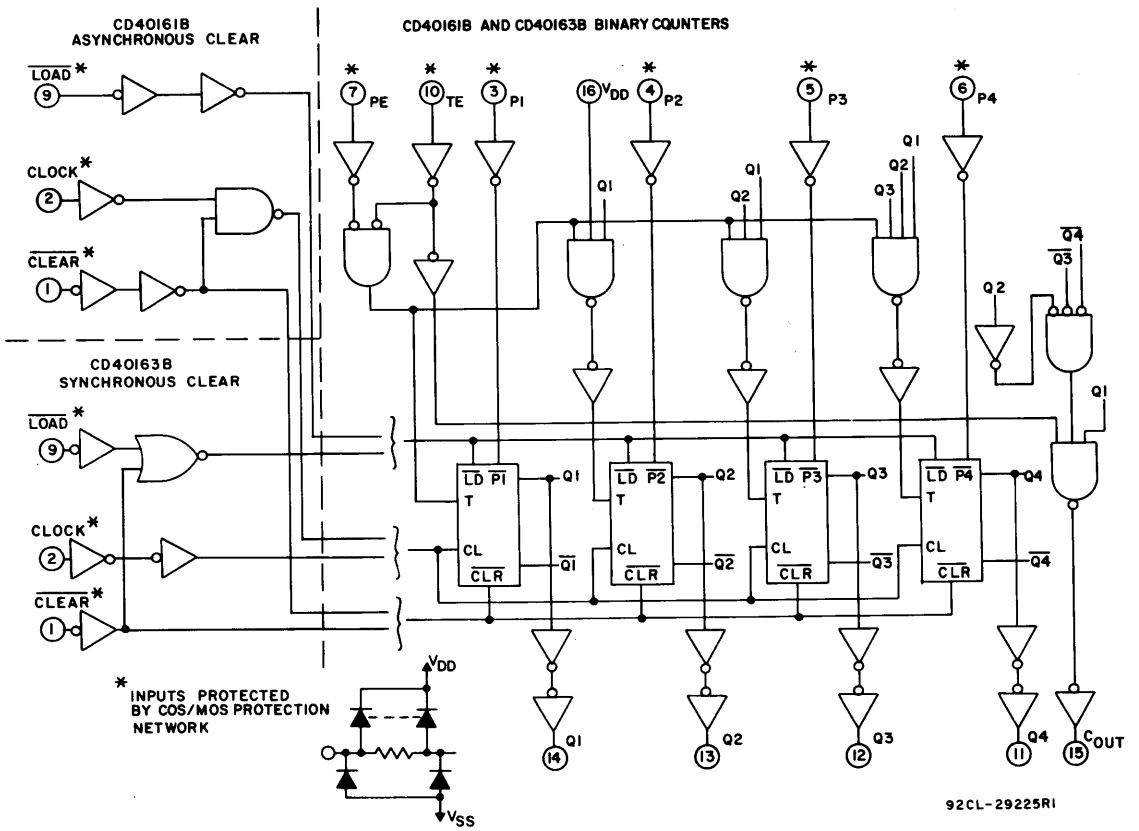 CD40161B
ASYNCHRONOUS CLEAR
CD40161B AND CD40163B BINARY COUNTERS
LOAD *
9
CLOCK *
2
CLEAR *
1
* 7 PE
* 10 TE
* 3 P1
16 VDD
* 4 P2
* 5 P3
* 6 P4
Q1
Q1
Q2
Q1
Q2
Q3
Q4
Q3
Q2
Q1
CD40163B
SYNCHRONOUS CLEAR
LOAD *
9
CLOCK *
2
CLEAR *
1
LD P1
T
CL
CLR
Q1
Q1
LD P2
T
CL
CLR
Q2
Q2
LD P3
T
CL
CLR
Q3
Q3
LD P4
T
CL
CLR
Q4
Q4
* INPUTS PROTECTED
BY COS/MOS PROTECTION
NETWORK
VDD
VSS
Q1
14
Q2
13
Q3
12
Q4
11
COUT
15
92CL-29225R1